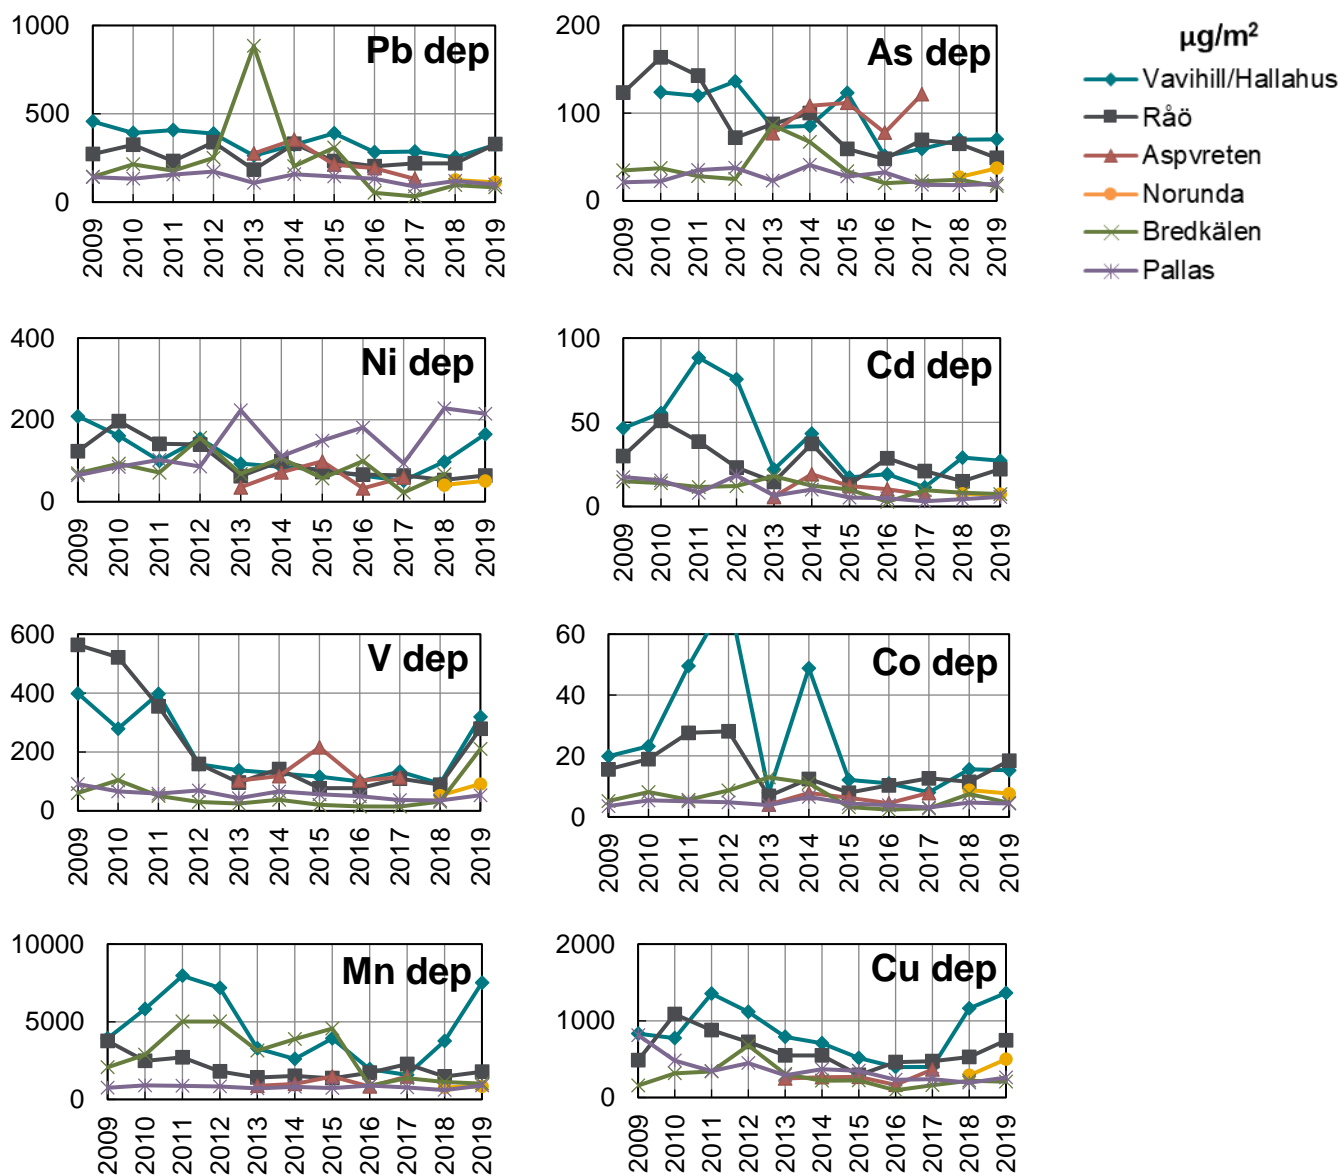 Pb dep
1000
500
0
2009 2010 2011 2012 2013 2014 2015 2016 2017 2018 2019
As dep
200
100
0
2009 2010 2011 2012 2013 2014 2015 2016 2017 2018 2019
µg/m²
Vavihill/Hallahus
Råö
Aspvreten
Norunda
Bredkälen
Pallas
Ni dep
400
200
0
2009 2010 2011 2012 2013 2014 2015 2016 2017 2018 2019
Cd dep
100
50
0
2009 2010 2011 2012 2013 2014 2015 2016 2017 2018 2019
V dep
600
400
200
0
2009 2010 2011 2012 2013 2014 2015 2016 2017 2018 2019
Co dep
60
40
20
0
2009 2010 2011 2012 2013 2014 2015 2016 2017 2018 2019
Mn dep
10000
5000
0
2009 2010 2011 2012 2013 2014 2015 2016 2017 2018 2019
Cu dep
2000
1000
0
2009 2010 2011 2012 2013 2014 2015 2016 2017 2018 2019